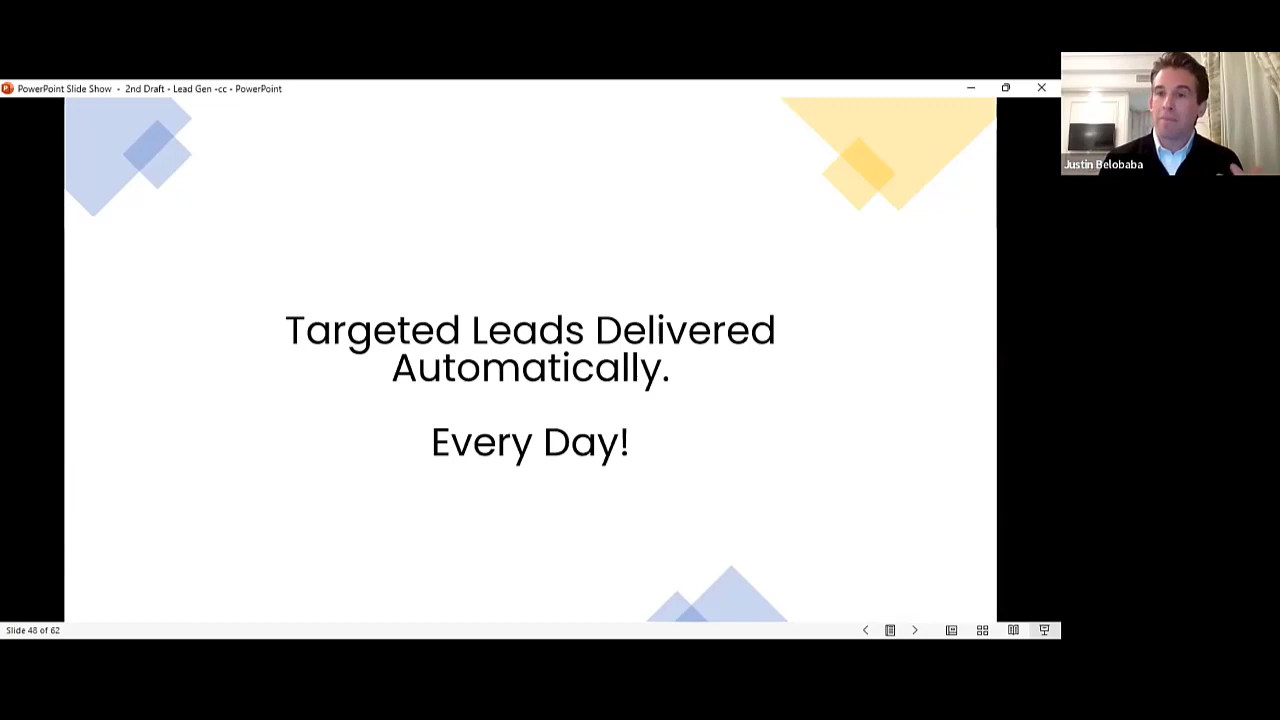 PowerPoint Slide Show - 2nd Draft - Lead Gen -cc - PowerPoint
Justin Belobaba
Targeted Leads Delivered
Automatically.
Every Day!
Slide 48 of 62